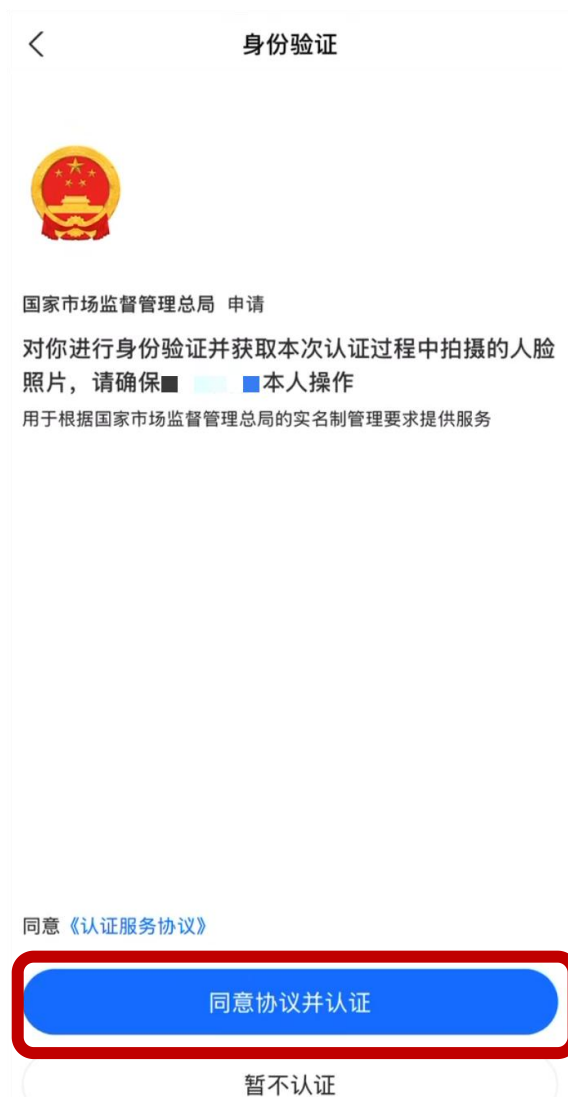 身份验证
国家市场监督管理总局 申请
对你进行身份验证并获取本次认证过程中拍摄的人脸
照片，请确保 本人操作
用于根据国家市场监督管理总局的实名制管理要求提供服务
同意《认证服务协议》
同意协议并认证
暂不认证